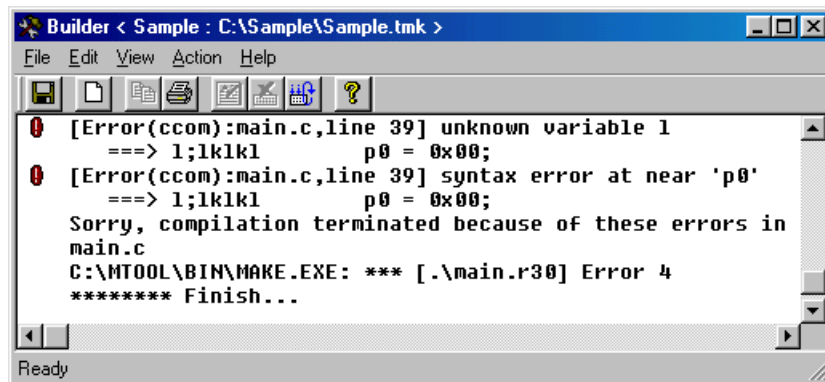 Builder < Sample : C:\Sample\Sample.tmk >
File Edit View Action Help
[Error(ccom):main.c,line 39] unknown variable l
===> l;lklkl p0 = 0x00;
[Error(ccom):main.c,line 39] syntax error at near 'p0'
===> l;lklkl p0 = 0x00;
Sorry, compilation terminated because of these errors in
main.c
C:\MTOOL\BIN\MAKE.EXE: *** [.\main.r30] Error 4
******** Finish...
Ready